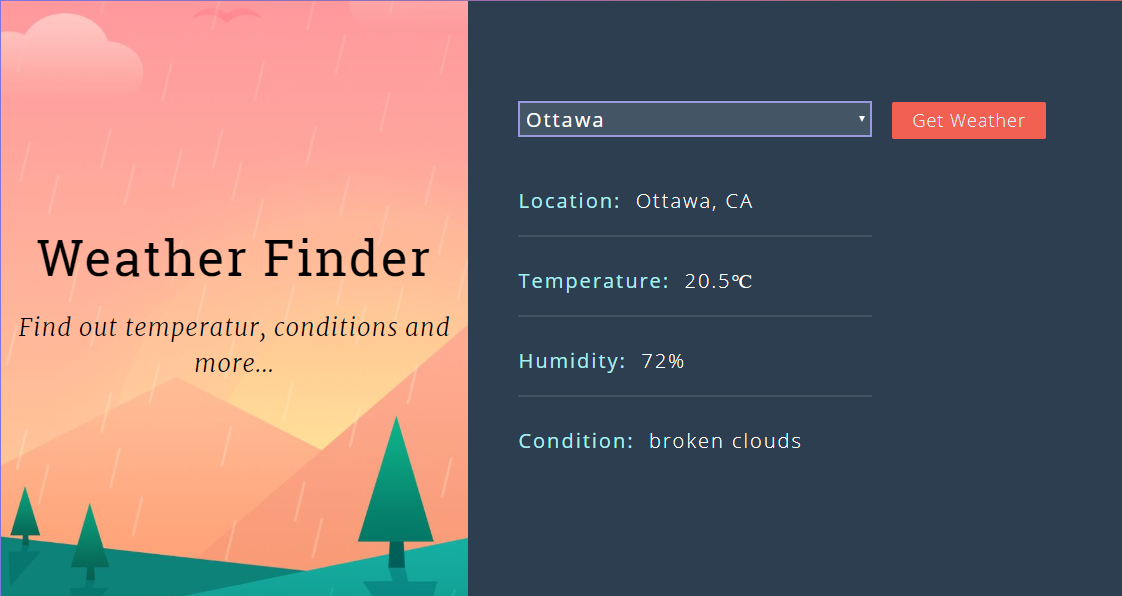 Weather Finder
Find out temperatur, conditions and
more...
Ottawa
Get Weather
Location: Ottawa, CA
Temperature: 20.5℃
Humidity: 72%
Condition: broken clouds